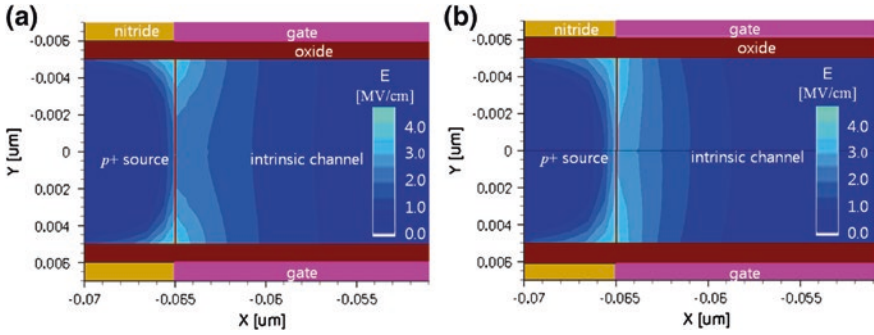 (a)
nitride
gate
oxide
-0.006
-0.004
-0.002
0
0.002
0.004
0.006
Y [um]
E
[MV/cm]
4.0
3.0
2.0
1.0
0.0
p+ source
intrinsic channel
gate
-0.07
-0.065
-0.06
-0.055
X [um]
(b)
nitride
gate
oxide
-0.006
-0.004
-0.002
0
0.002
0.004
0.006
Y [um]
E
[MV/cm]
4.0
3.0
2.0
1.0
0.0
p+ source
intrinsic channel
gate
-0.07
-0.065
-0.06
-0.055
X [um]